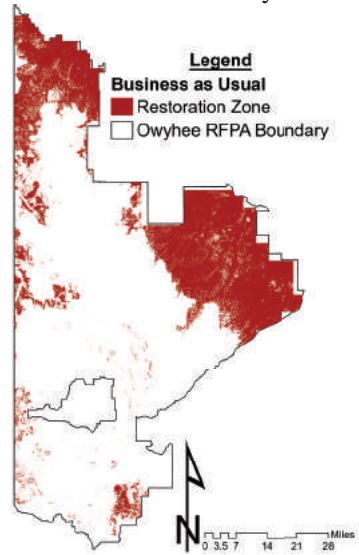 Legend
Business as Usual
Restoration Zone
Owyhee RFPA Boundary
N
Miles
0 3.5 7 14 21 28